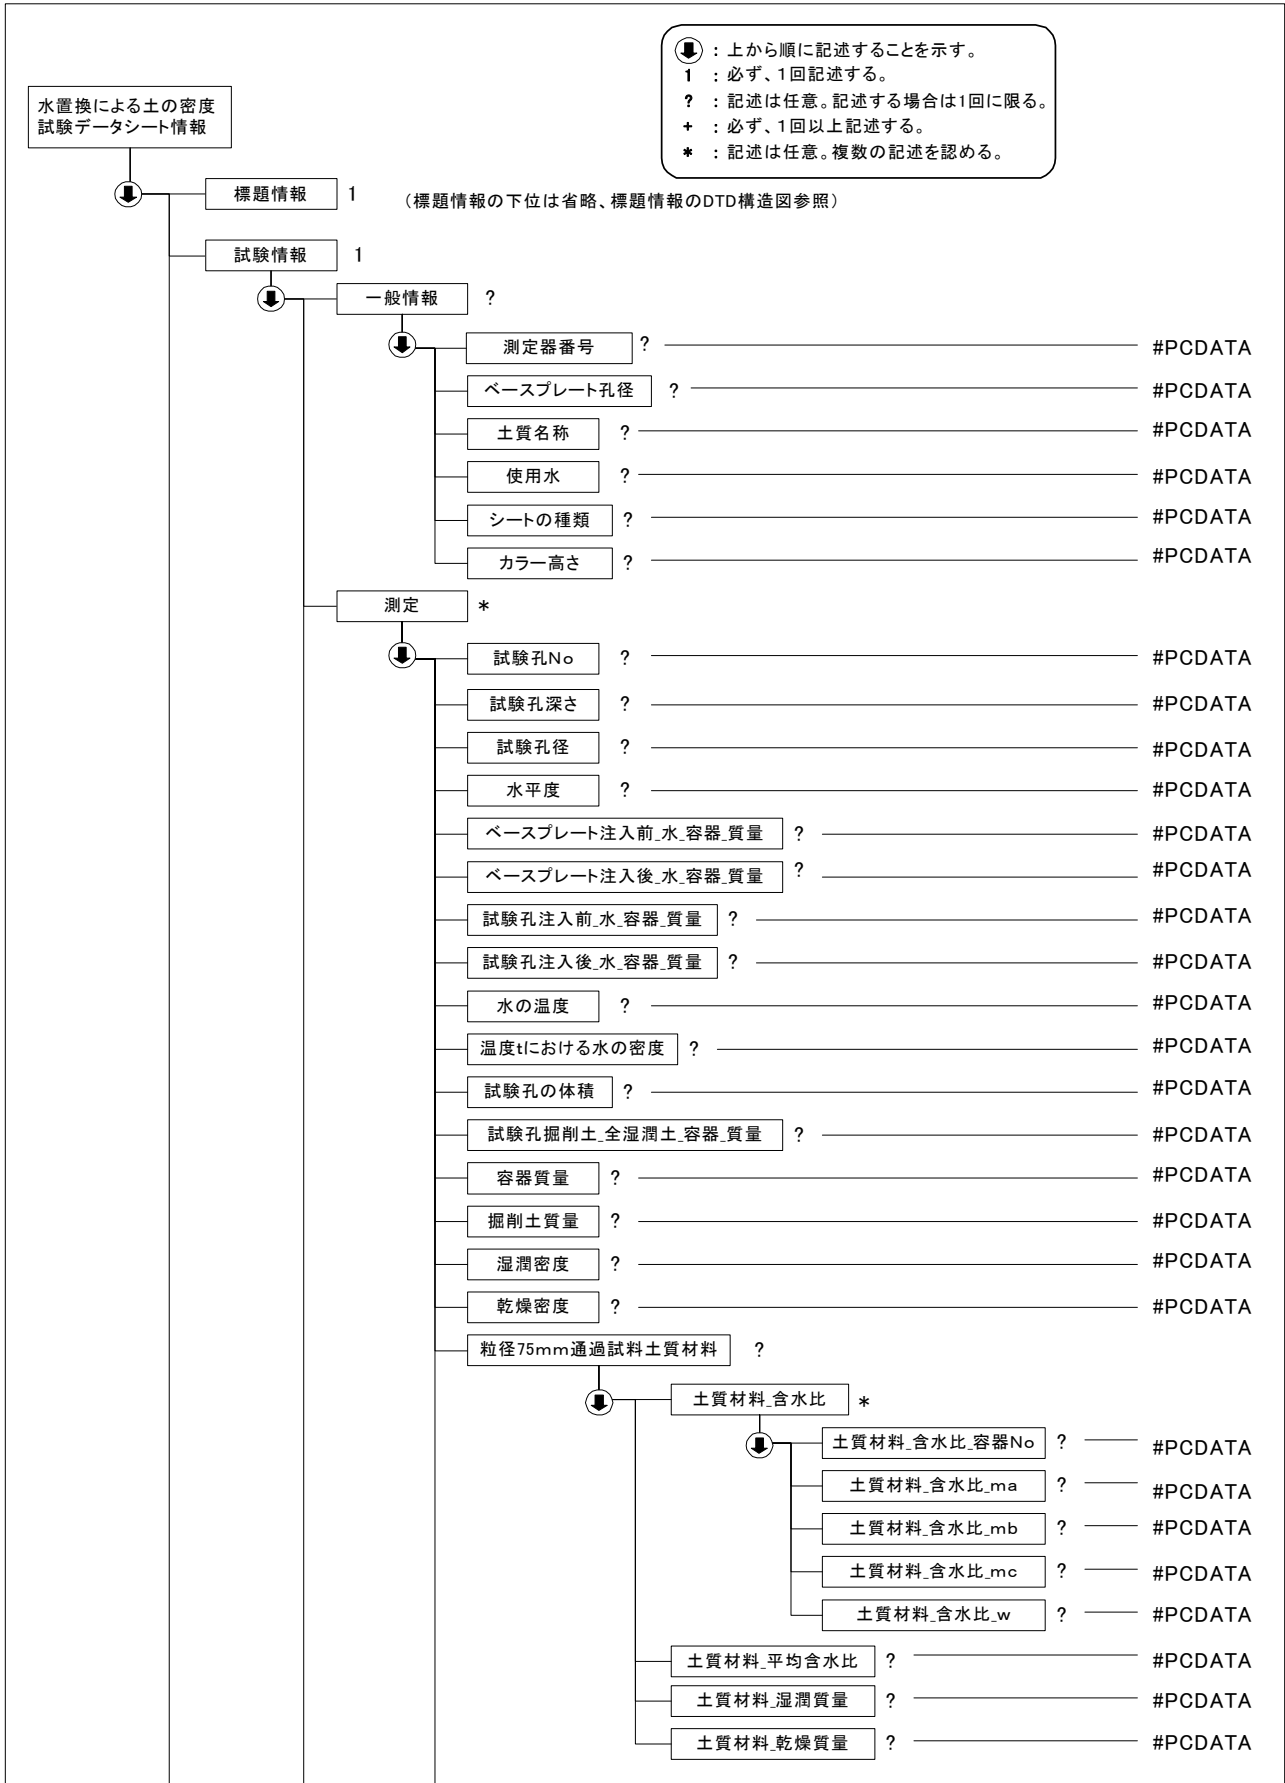 ：上から順に記述することを示す。
1 ：必ず、1回記述する。
? ：記述は任意。記述する場合は1回に限る。
+ ：必ず、1回以上記述する。
* ：記述は任意。複数の記述を認める。
水置換による土の密度
試験データシート情報
標題情報 1 （標題情報の下位は省略、標題情報のDTD構造図参照）
試験情報 1
一般情報 ?
測定器番号 ? #PCDATA
ベースプレート孔径 ? #PCDATA
土質名称 ? #PCDATA
使用水 ? #PCDATA
シートの種類 ? #PCDATA
カラー高さ ? #PCDATA
測定 *
試験孔No ? #PCDATA
試験孔深さ ? #PCDATA
試験孔径 ? #PCDATA
水平度 ? #PCDATA
ベースプレート注入前_水_容器_質量 ? #PCDATA
ベースプレート注入後_水_容器_質量 ? #PCDATA
試験孔注入前_水_容器_質量 ? #PCDATA
試験孔注入後_水_容器_質量 ? #PCDATA
水の温度 ? #PCDATA
温度tにおける水の密度 ? #PCDATA
試験孔の体積 ? #PCDATA
試験孔掘削土_全湿潤土_容器_質量 ? #PCDATA
容器質量 ? #PCDATA
掘削土質量 ? #PCDATA
湿潤密度 ? #PCDATA
乾燥密度 ? #PCDATA
粒径75mm通過試料土質材料 ?
土質材料_含水比 *
土質材料_含水比_容器No ? #PCDATA
土質材料_含水比_ma ? #PCDATA
土質材料_含水比_mb ? #PCDATA
土質材料_含水比_mc ? #PCDATA
土質材料_含水比_w ? #PCDATA
土質材料_平均含水比 ? #PCDATA
土質材料_湿潤質量 ? #PCDATA
土質材料_乾燥質量 ? #PCDATA